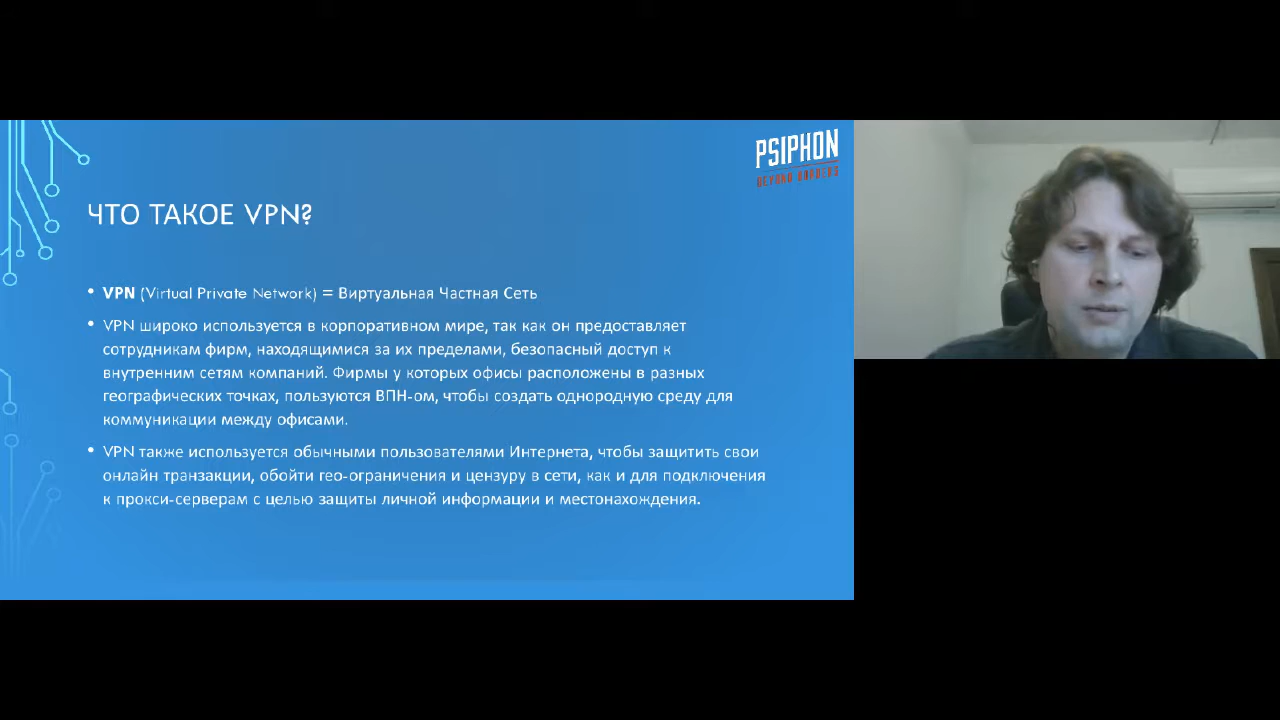 PSIPHON
BEYOND BORDERS
ЧТО ТАКОЕ VPN?
• VPN (Virtual Private Network) = Виртуальная Частная Сеть
• VPN широко используется в корпоративном мире, так как он предоставляет
сотрудникам фирм, находящимися за их пределами, безопасный доступ к
внутренним сетям компаний. Фирмы у которых офисы расположены в разных
географических точках, пользуются ВПН-ом, чтобы создать однородную среду для
коммуникации между офисами.
• VPN также используется обычными пользователями Интернета, чтобы защитить свои
онлайн транзакции, обойти гео-ограничения и цензуру в сети, как и для подключения
к прокси-серверам с целью защиты личной информации и местонахождения.